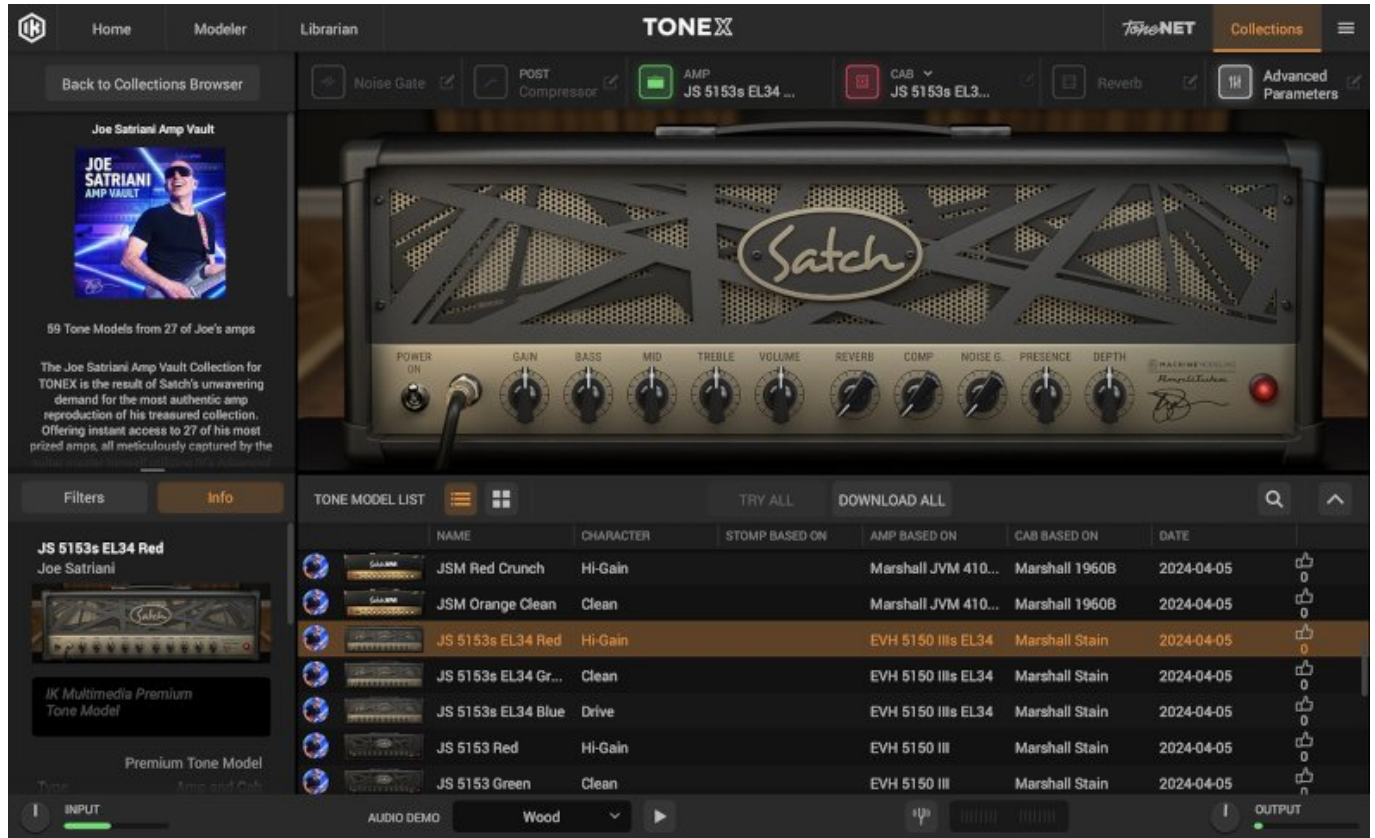 Home Modeler Librarian TONEX ToneNET Collections
Back to Collections Browser
Noise Gate
POST
Compressor
AMP
JS 5153s EL34 ...
CAB
JS 5153s EL3...
Reverb
Advanced
Parameters
Joe Satriani Amp Vault
JOE
SATRIANI
AMP VAULT
59 Tone Models from 27 of Joe's amps
The Joe Satriani Amp Vault Collection for
TONEX is the result of Satch's unwavering
demand for the most authentic amp
reproduction of his treasured collection.
Offering instant access to 27 of his most
prized amps, all meticulously captured by the
Satch
POWER
ON
GAIN BASS MID TREBLE VOLUME REVERB COMP NOISE G. PRESENCE DEPTH
MACHINE MODELING
AmpliTube
Filters Info
JS 5153s EL34 Red
Joe Satriani
Satch
IK Multimedia Premium
Tone Model
Premium Tone Model
Type Amp and Cab
TONE MODEL LIST TRY ALL DOWNLOAD ALL
NAME CHARACTER STOMP BASED ON AMP BASED ON CAB BASED ON DATE
JSM Red Crunch Hi-Gain Marshall JVM 410... Marshall 1960B 2024-04-05 0
JSM Orange Clean Clean Marshall JVM 410... Marshall 1960B 2024-04-05 0
JS 5153s EL34 Red Hi-Gain EVH 5150 IIIs EL34 Marshall Stain 2024-04-05 0
JS 5153s EL34 Gr... Clean EVH 5150 IIIs EL34 Marshall Stain 2024-04-05 0
JS 5153s EL34 Blue Drive EVH 5150 IIIs EL34 Marshall Stain 2024-04-05 0
JS 5153 Red Hi-Gain EVH 5150 III Marshall Stain 2024-04-05 0
JS 5153 Green Clean EVH 5150 III Marshall Stain 2024-04-05 0
INPUT AUDIO DEMO Wood OUTPUT